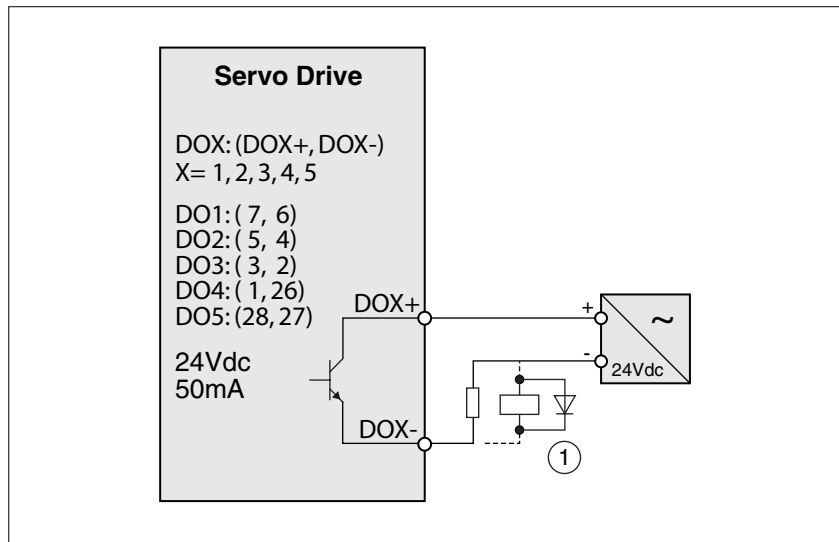 Servo Drive
DOX: (DOX+, DOX-)
X= 1, 2, 3, 4, 5
DO1: ( 7, 6)
DO2: ( 5, 4)
DO3: ( 3, 2)
DO4: ( 1, 26)
DO5: (28, 27)
24Vdc
50mA
DOX+
DOX-
+
~
-
24Vdc
1